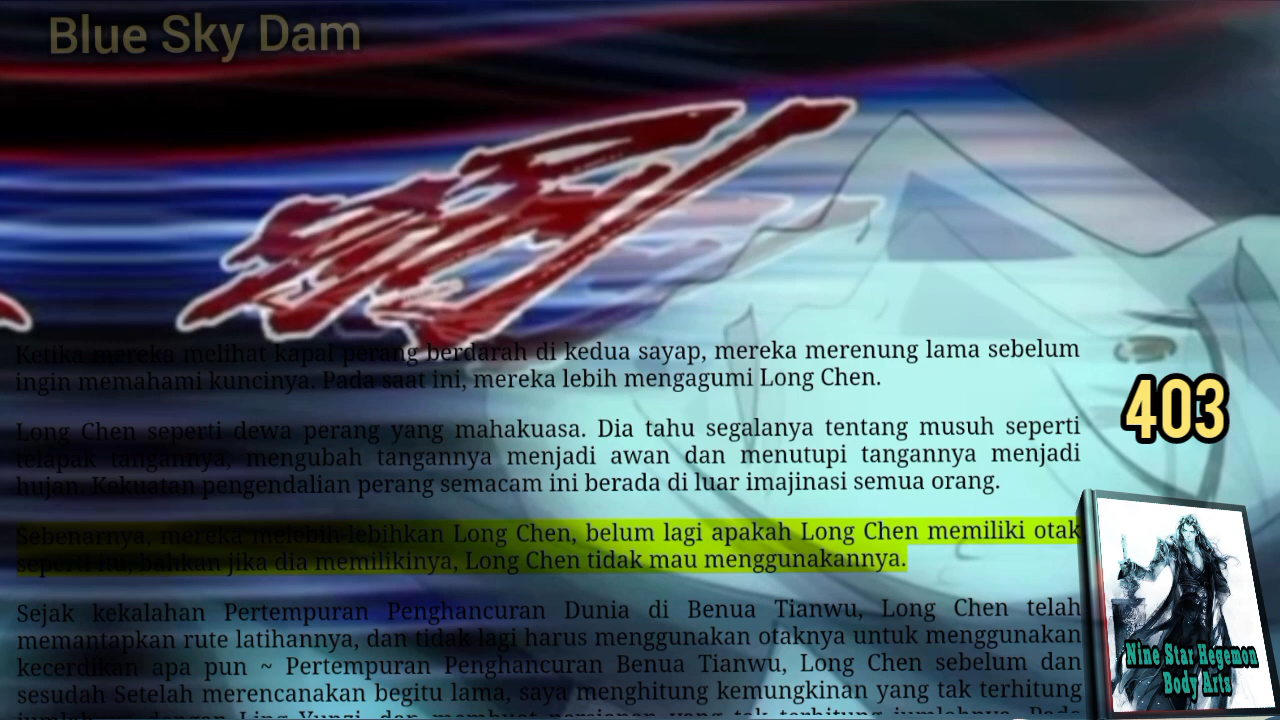 Blue Sky Dam
Ketika mereka melihat kapal perang berdarah di kedua sayap, mereka merenung lama sebelum
ingin memahami kuncinya. Pada saat ini, mereka lebih mengagumi Long Chen.
Long Chen seperti dewa perang yang mahakuasa. Dia tahu segalanya tentang musuh seperti
telapak tangannya, mengubah tangannya menjadi awan dan menutupi tangannya menjadi
hujan. Kekuatan pengendalian perang semacam ini berada di luar imajinasi semua orang.
403
Sebenarnya, mereka melebih-lebihkan Long Chen, belum lagi apakah Long Chen memiliki otak
seperti itu, bahkan jika dia memilikinya, Long Chen tidak mau menggunakannya.
Sejak kekalahan Pertempuran Penghancuran Dunia di Benua Tianwu, Long Chen telah
memantapkan rute latihannya, dan tidak lagi harus menggunakan otaknya untuk menggunakan
kecerdikan apa pun ~ Pertempuran Penghancuran Benua Tianwu, Long Chen sebelum dan
sesudah Setelah merencanakan begitu lama, saya menghitung kemungkinan yang tak terhitung
Nine Star Hegemon
Body Arts